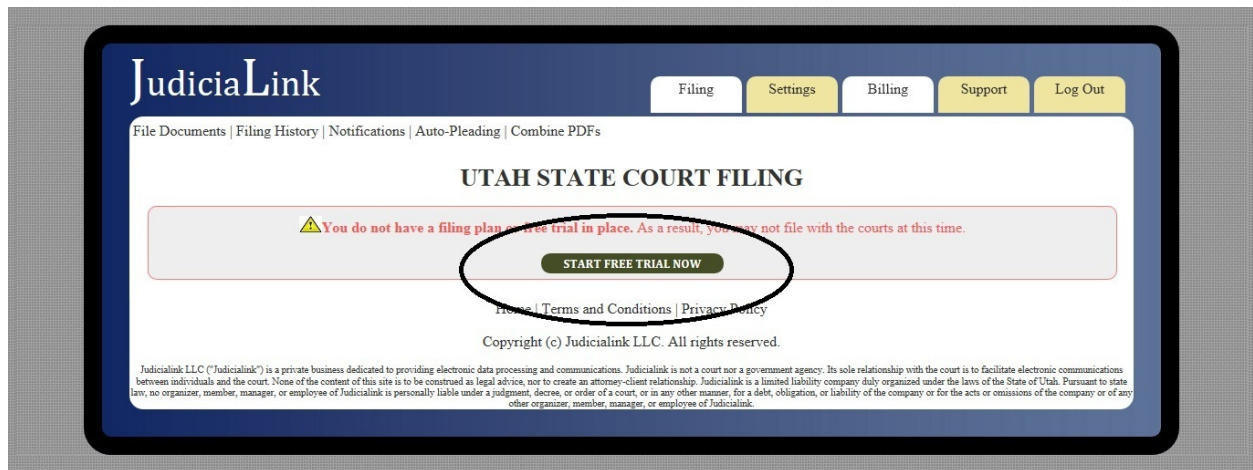 JudiciaLink
Filing Settings Billing Support Log Out
File Documents | Filing History | Notifications | Auto-Pleading | Combine PDFs
UTAH STATE COURT FILING
You do not have a filing plan or free trial in place. As a result, you may not file with the courts at this time.
START FREE TRIAL NOW
Home | Terms and Conditions | Privacy Policy
Copyright (c) Judicialink LLC. All rights reserved.
Judicialink LLC ("Judicialink") is a private business dedicated to providing electronic data processing and communications. Judicialink is not a court nor a government agency. Its sole relationship with the court is to facilitate electronic communications
between individuals and the court. None of the content of this site is to be construed as legal advice, nor to create an attorney-client relationship. Judicialink is a limited liability company duly organized under the laws of the State of Utah. Pursuant to state
law, no organizer, member, manager, or employee of Judicialink is personally liable under a judgment, decree, or order of a court, or in any other manner, for a debt, obligation, or liability of the company or for the acts or omissions of the company or of any
other organizer, member, manager, or employee of Judicialink.